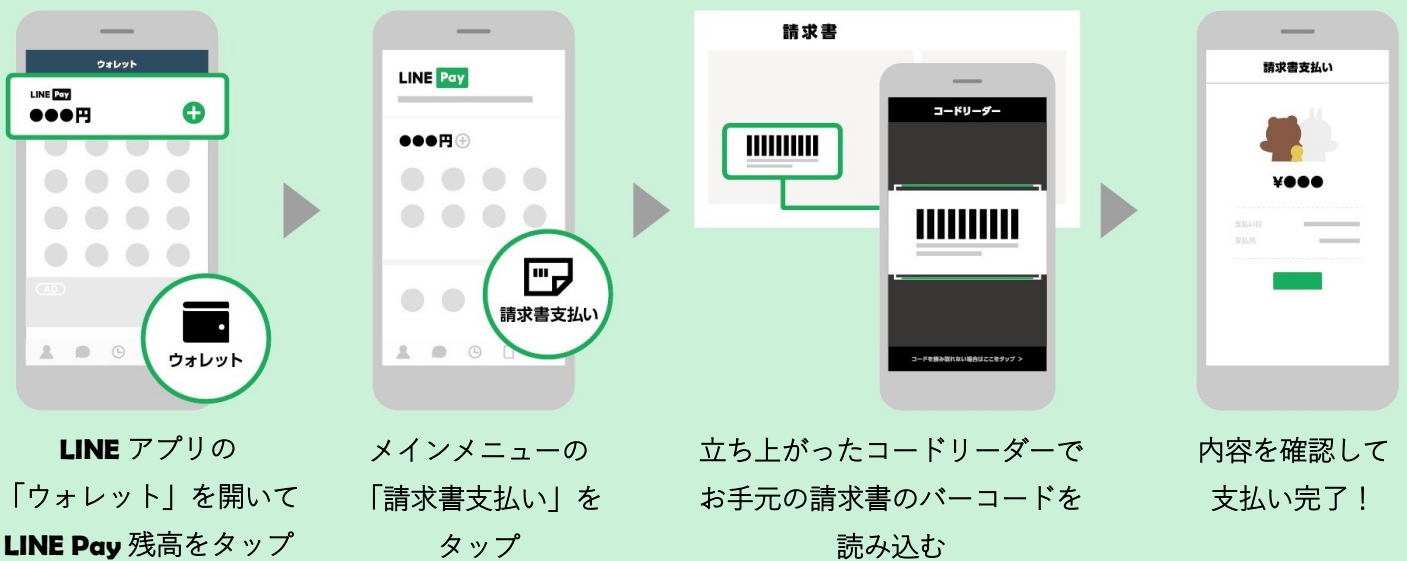 ウォレット
LINE Pay
●●●円
AD
ウォレット
LINE アプリの
「ウォレット」を開いて
LINE Pay 残高をタップ
LINE Pay
●●●円
請求書支払い
メインメニューの
「請求書支払い」を
タップ
請求書
コードリーダー
コードを読み取れない場合はここをタップ >
立ち上がったコードリーダーで
お手元の請求書のバーコードを
読み込む
請求書支払い
¥●●●
支払い日
支払先
内容を確認して
支払い完了！